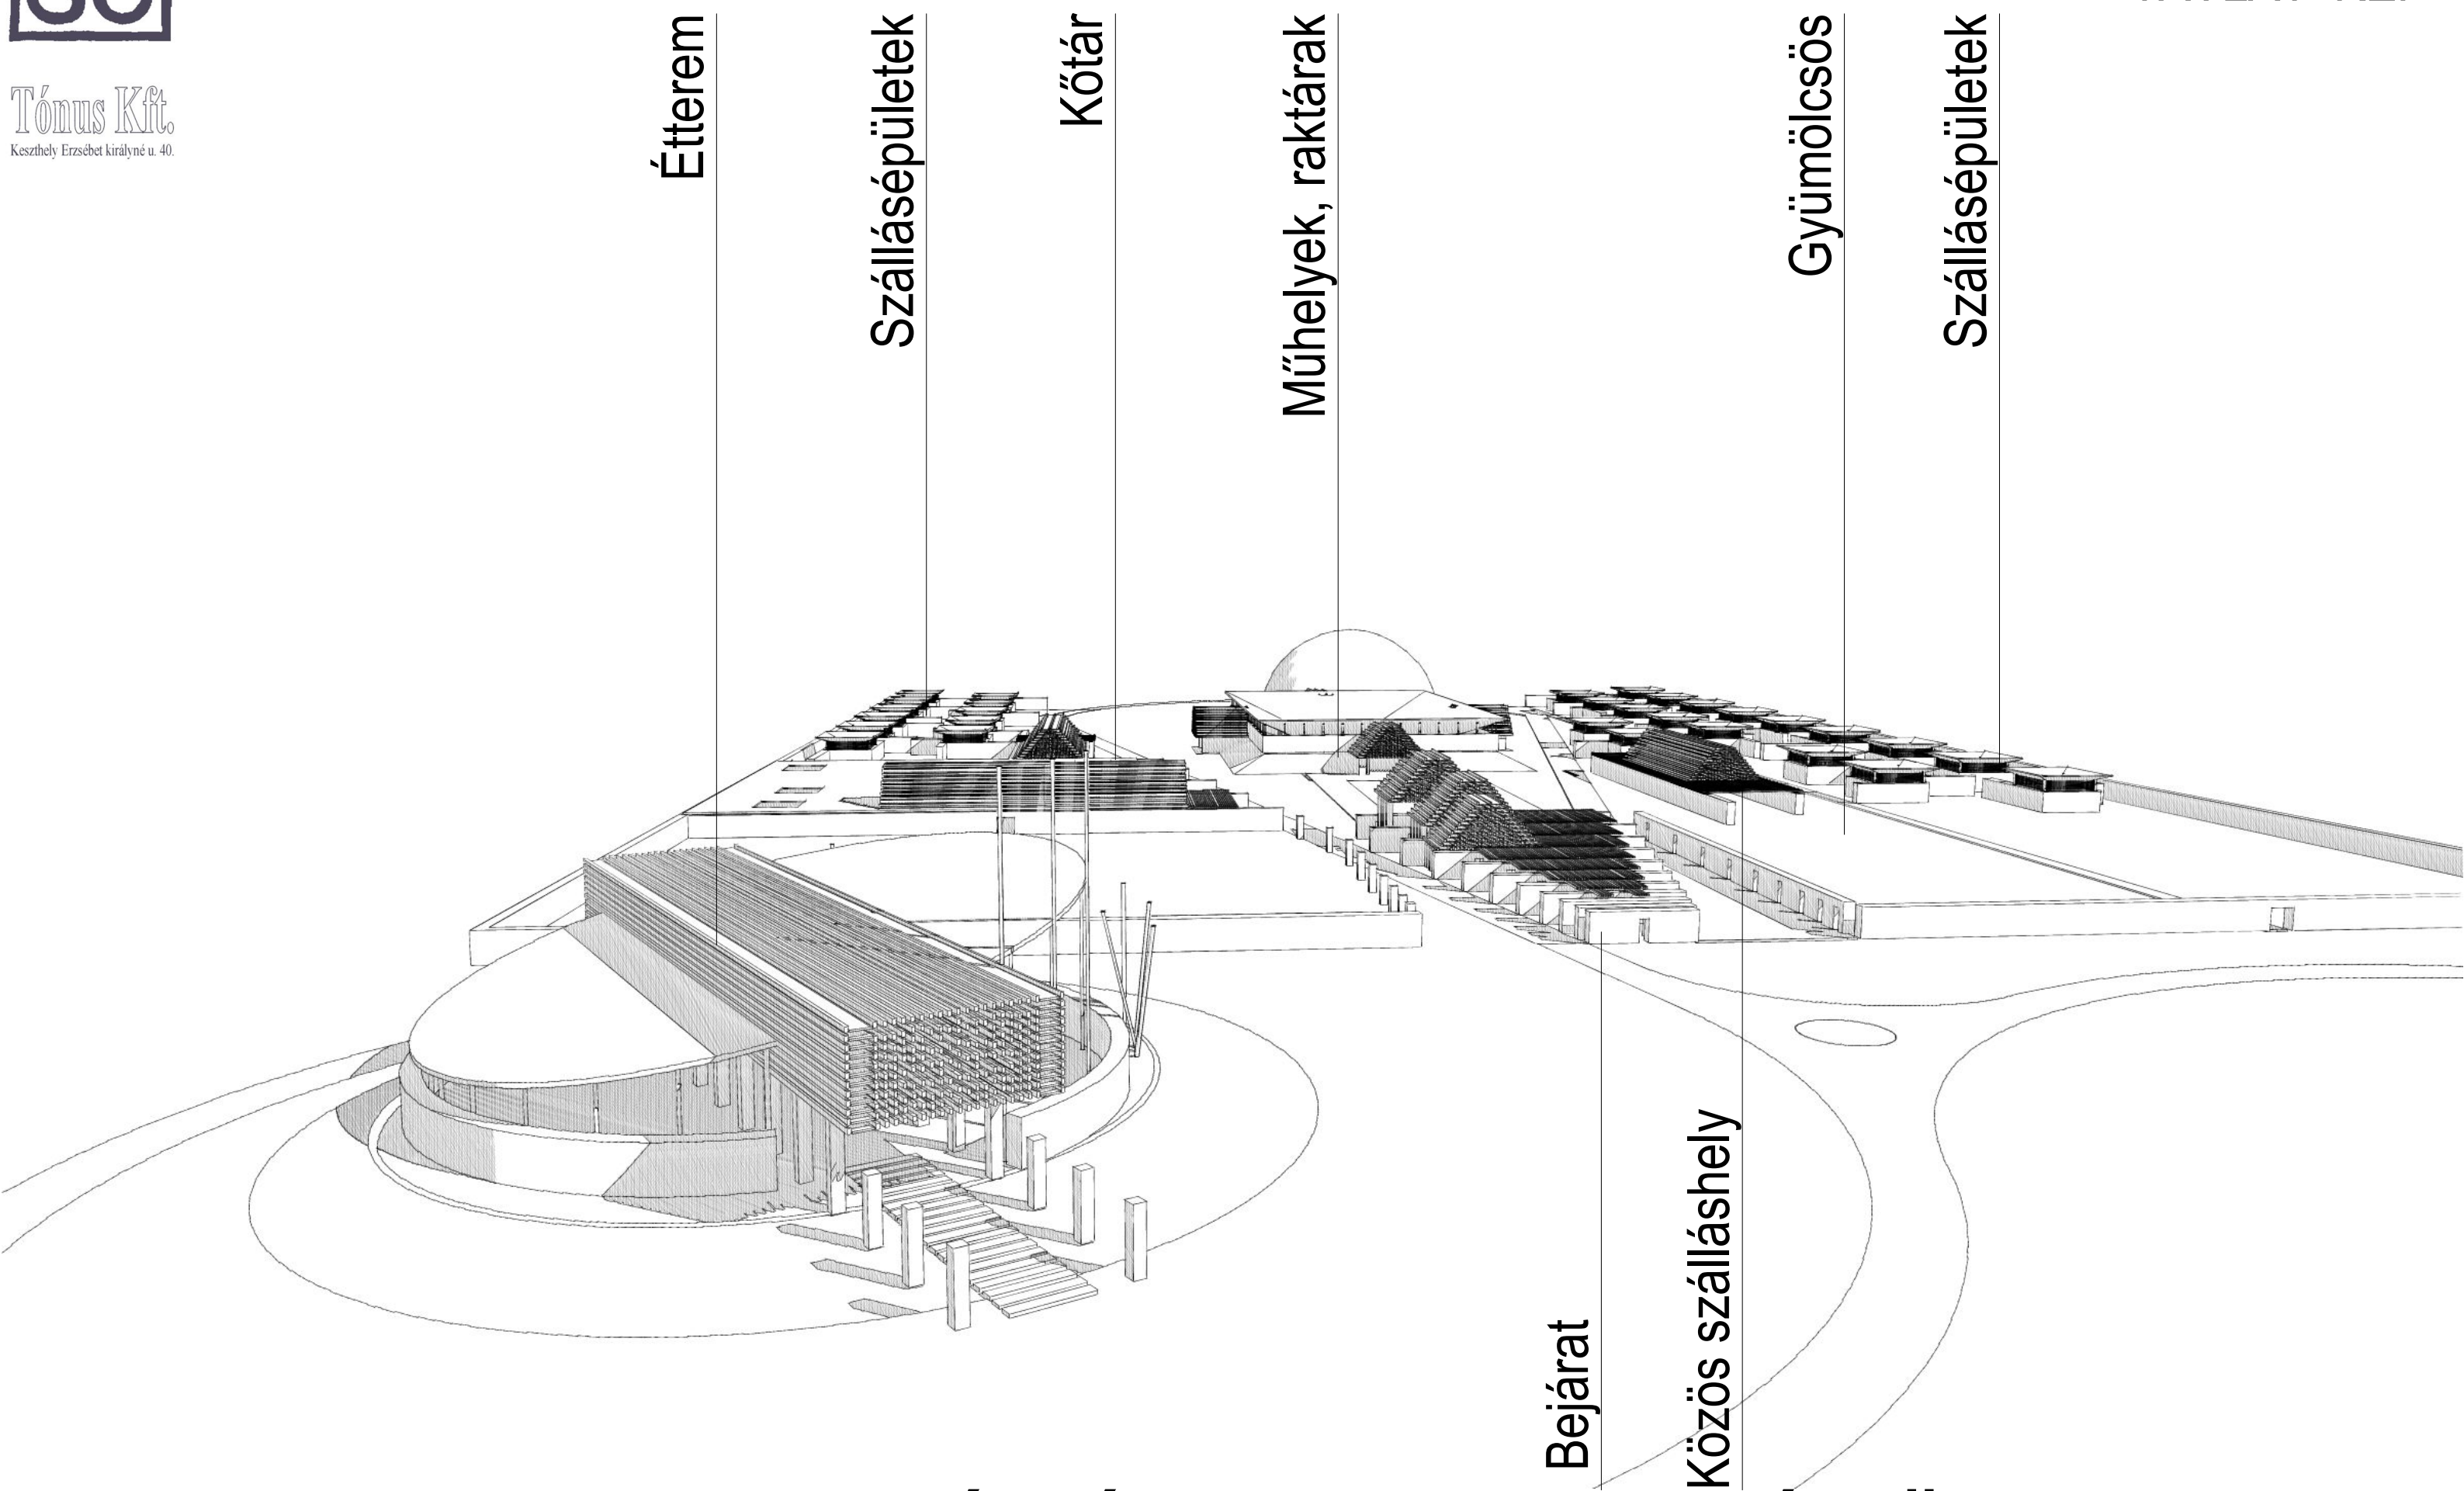 Tónus Kft.
Keszthely Erzsébet királyné u. 40.
Étterem
Szállásépületek
Kőtár
Műhelyek, raktárak
Gyümölcsös
Szállásépületek
Bejárat
Közös szálláshely